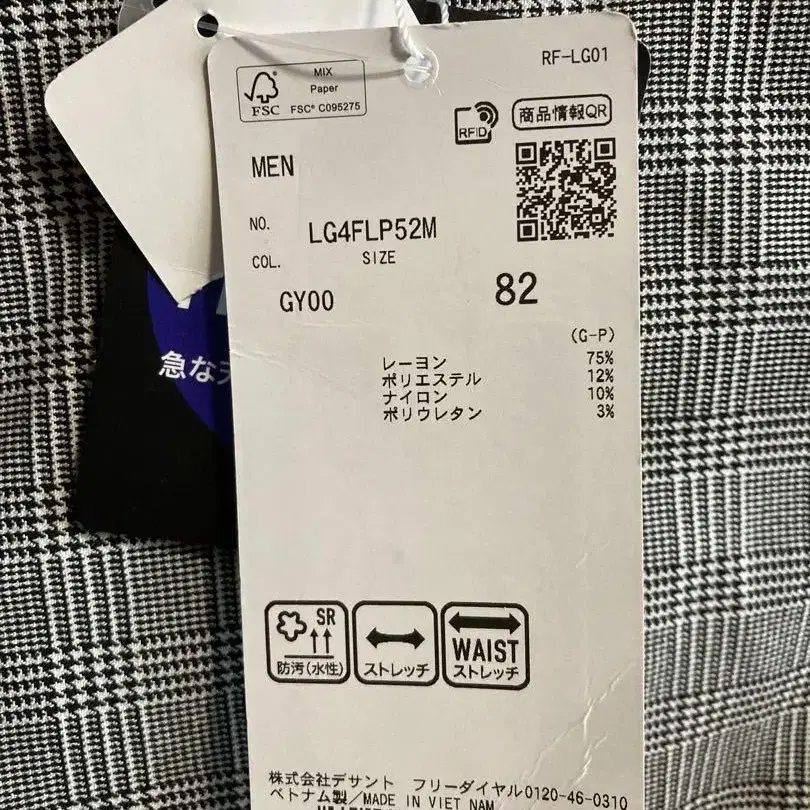 RF-LG01
FSC
MIX
Paper
FSC® C095275
RFID
商品情報QR
MEN
NO. LG4FLP52M
COL. SIZE
GY00 82
(G-P)
レーヨン 75%
ポリエステル 12%
ナイロン 10%
ポリウレタン 3%
急な
SR
防汚(水性)
ストレッチ
WAIST
ストレッチ
株式会社デサント フリーダイヤル0120-46-0310
ベトナム製/MADE IN VIET NAM